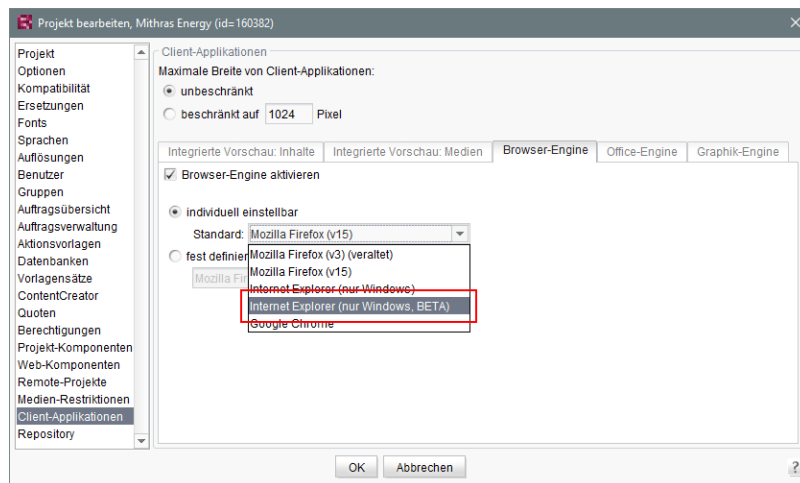 Projekt bearbeiten, Mithras Energy (id=160382)
Projekt
Optionen
Kompatibilität
Ersetzungen
Fonts
Sprachen
Auflösungen
Benutzer
Gruppen
Auftragsübersicht
Auftragsverwaltung
Aktionsvorlagen
Datenbanken
Vorlagensätze
ContentCreator
Quoten
Berechtigungen
Projekt-Komponenten
Web-Komponenten
Remote-Projekte
Medien-Restriktionen
Client-Applikationen
Repository
Client-Applikationen
Maximale Breite von Client-Applikationen:
unbeschränkt
beschränkt auf 1024 Pixel
Integrierte Vorschau: Inhalte Integrierte Vorschau: Medien Browser-Engine Office-Engine Graphik-Engine
Browser-Engine aktivieren
individuell einstellbar
Standard: Mozilla Firefox (v15)
fest definier
Mozilla Fir
Mozilla Firefox (v3) (veraltet)
Mozilla Firefox (v15)
Internet Explorer (nur Windows)
Internet Explorer (nur Windows, BETA)
Google Chrome
OK Abbrechen
?